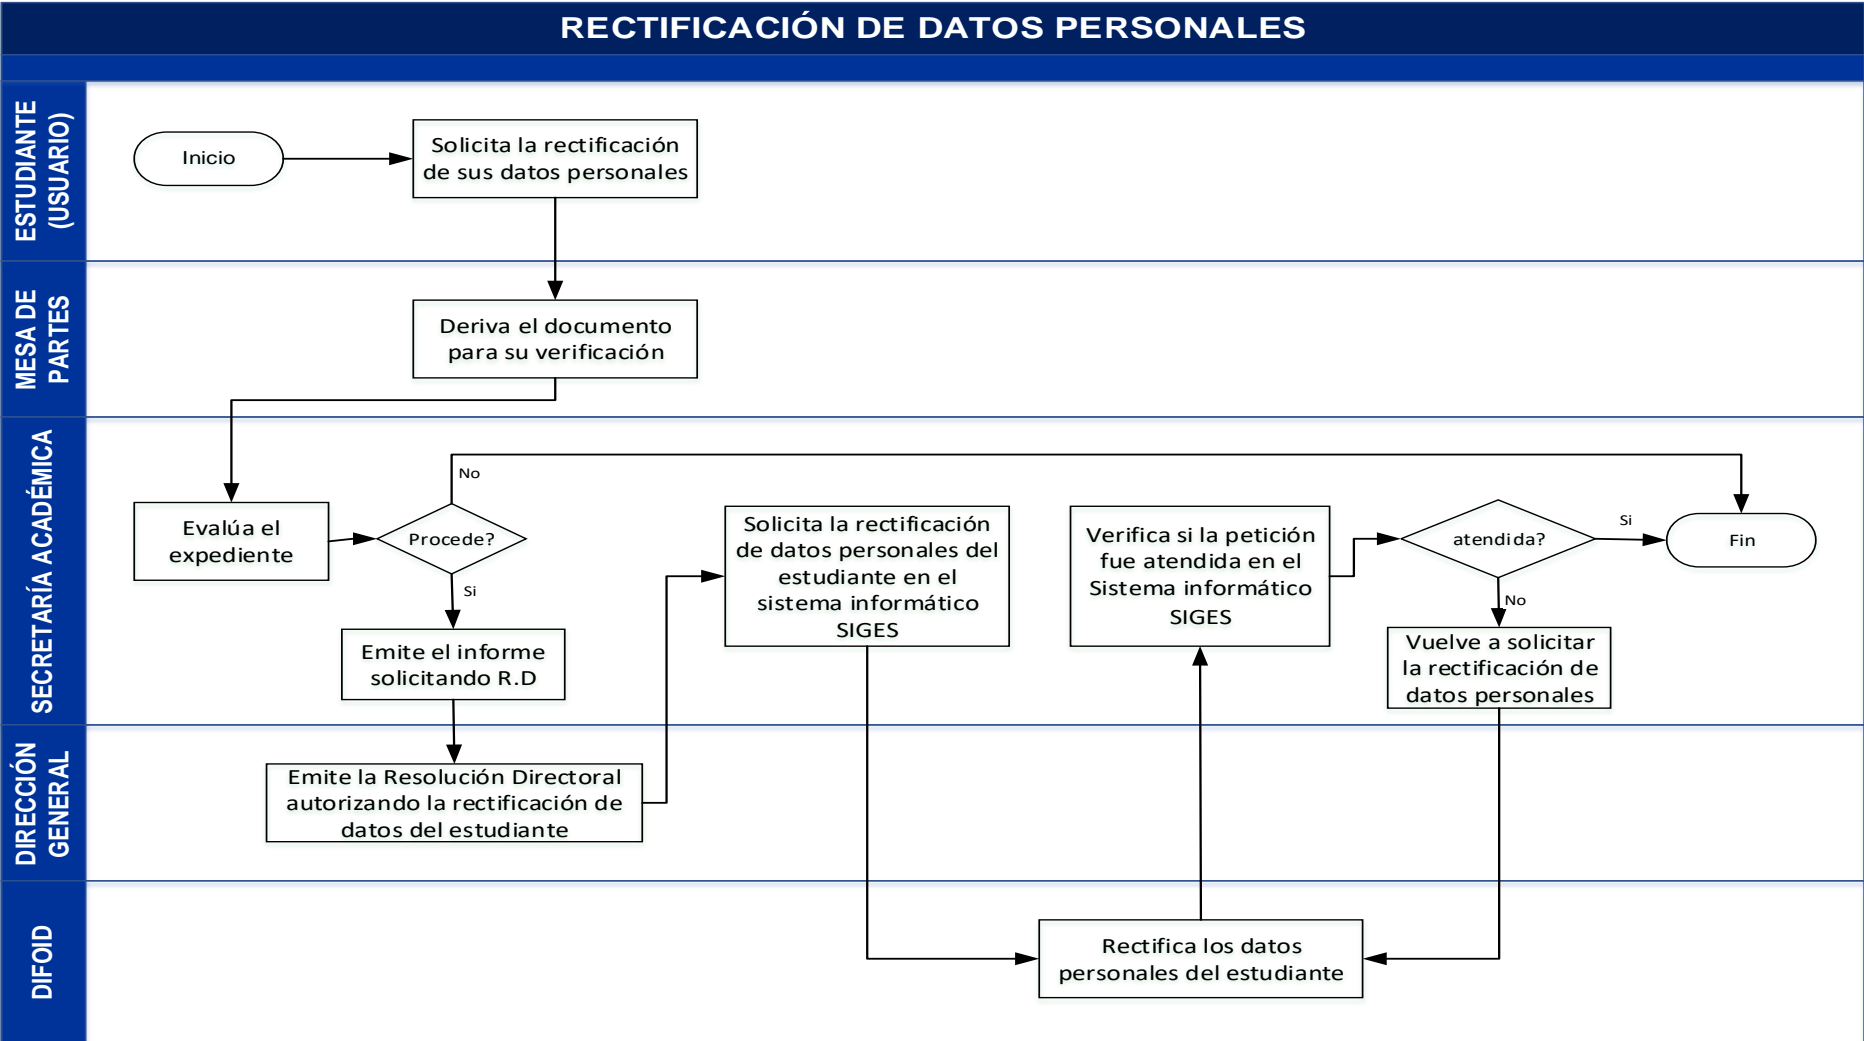 RECTIFICACIÓN DE DATOS PERSONALES
ESTUDIANTE
(USUARIO)
Inicio
Solicita la rectificación
de sus datos personales
MESA DE
PARTES
Deriva el documento
para su verificación
SECRETARÍA ACADÉMICA
Evalúa el
expediente
Procede?
No
Si
Emite el informe
solicitando R.D
Solicita la rectificación
de datos personales del
estudiante en el
sistema informático
SIGES
Verifica si la petición
fue atendida en el
Sistema informático
SIGES
atendida?
Si
No
Fin
Vuelve a solicitar
la rectificación de
datos personales
DIRECCIÓN
GENERAL
Emite la Resolución Directoral
autorizando la rectificación de
datos del estudiante
DIFOID
Rectifica los datos
personales del estudiante